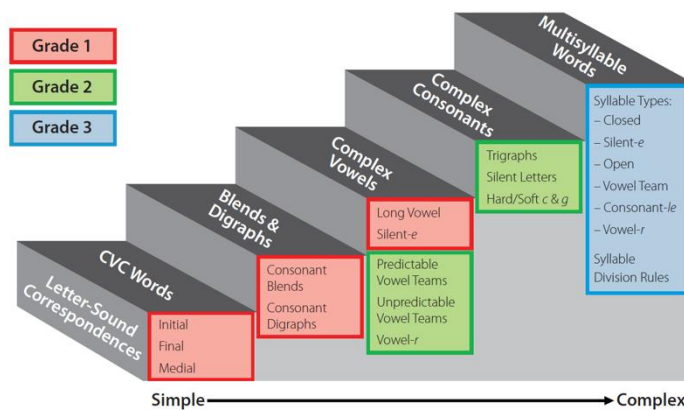 Grade 1
Grade 2
Grade 3
Letter-Sound
Correspondences
CVC Words
Initial
Final
Medial
Blends &
Digraphs
Consonant
Blends
Consonant
Digraphs
Complex
Vowels
Long Vowel
Silent-e
Predictable
Vowel Teams
Unpredictable
Vowel Teams
Vowel-r
Complex
Consonants
Trigraphs
Silent Letters
Hard/Soft c & g
Multisyllable
Words
Syllable Types:
– Closed
– Silent-e
– Open
– Vowel Team
– Consonant-le
– Vowel-r
Syllable
Division Rules
Simple
Complex